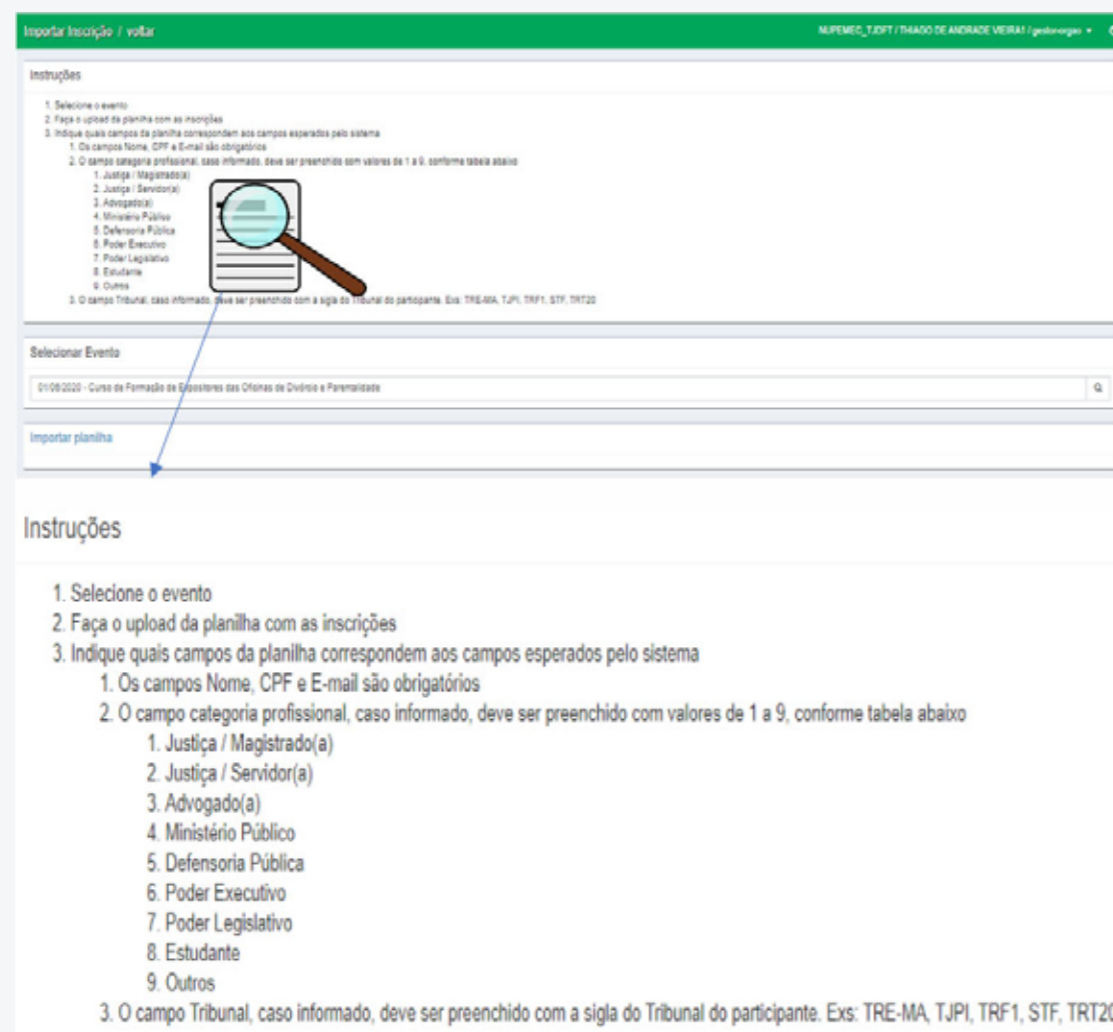 Importar Inscrição / voltar
NUPEMEC_TJDFT / THIAGO DE ANDRADE VIEIRA1 / gestor-orgao
Instruções
1. Selecione o evento
2. Faça o upload da planilha com as inscrições
3. Indique quais campos da planilha correspondem aos campos esperados pelo sistema
1. Os campos Nome, CPF e E-mail são obrigatórios
2. O campo categoria profissional, caso informado, deve ser preenchido com valores de 1 a 9, conforme tabela abaixo
1. Justiça / Magistrado(a)
2. Justiça / Servidor(a)
3. Advogado(a)
4. Ministério Público
5. Defensoria Pública
6. Poder Executivo
7. Poder Legislativo
8. Estudante
9. Outros
3. O campo Tribunal, caso informado, deve ser preenchido com a sigla do Tribunal do participante. Exs: TRE-MA, TJPI, TRF1, STF, TRT20
Selecionar Evento
01/06/2020 - Curso de Formação de Expositores das Oficinas de Divórcio e Parentalidade
Importar planilha
Instruções
1. Selecione o evento
2. Faça o upload da planilha com as inscrições
3. Indique quais campos da planilha correspondem aos campos esperados pelo sistema
1. Os campos Nome, CPF e E-mail são obrigatórios
2. O campo categoria profissional, caso informado, deve ser preenchido com valores de 1 a 9, conforme tabela abaixo
1. Justiça / Magistrado(a)
2. Justiça / Servidor(a)
3. Advogado(a)
4. Ministério Público
5. Defensoria Pública
6. Poder Executivo
7. Poder Legislativo
8. Estudante
9. Outros
3. O campo Tribunal, caso informado, deve ser preenchido com a sigla do Tribunal do participante. Exs: TRE-MA, TJPI, TRF1, STF, TRT20